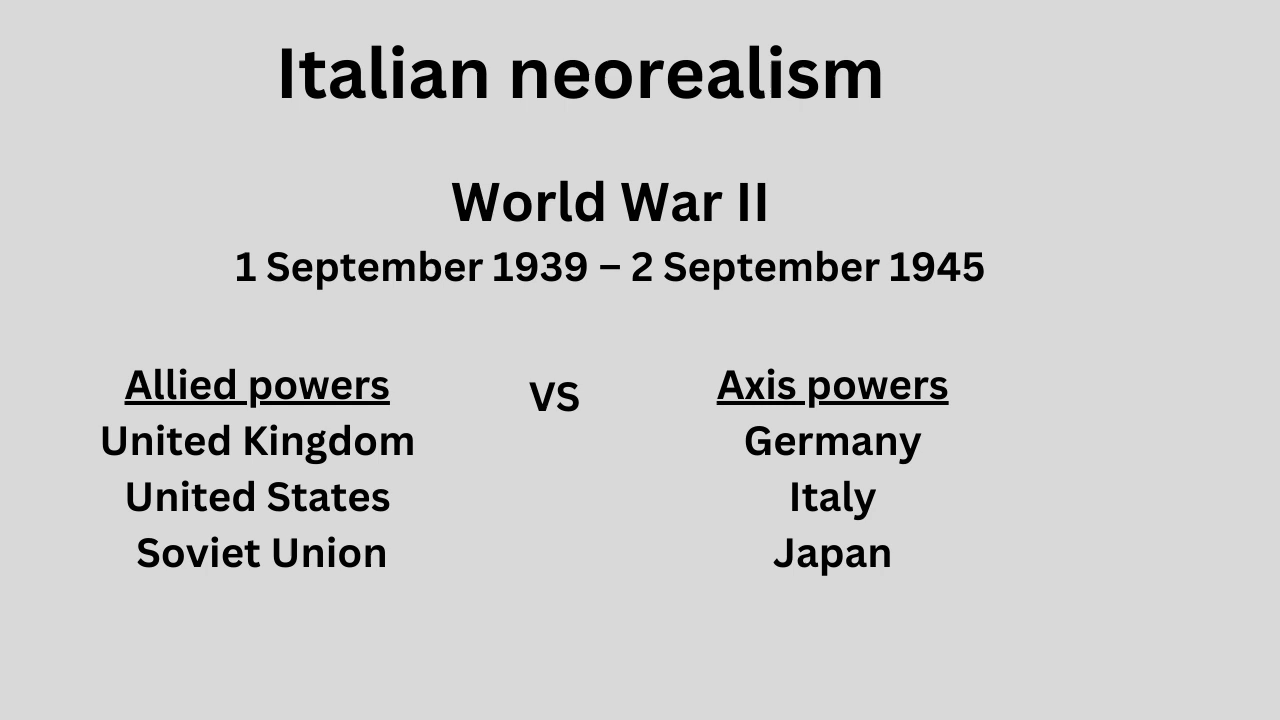 Italian neorealism
World War II
1 September 1939 – 2 September 1945
Allied powers
United Kingdom
United States
Soviet Union
VS
Axis powers
Germany
Italy
Japan